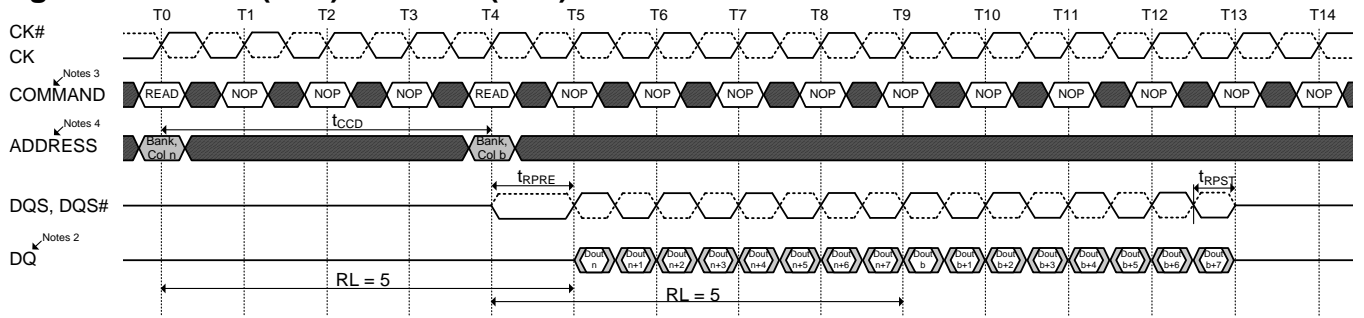 T0 T1 T2 T3 T4 T5 T6 T7 T8 T9 T10 T11 T12 T13 T14
CK#
CK
Notes 3
COMMAND READ NOP NOP NOP READ NOP NOP NOP NOP NOP NOP NOP NOP NOP NOP
tCCD
Notes 4
ADDRESS Bank, Col n Bank, Col b
tRPRE tRPST
DQS, DQS#
Notes 2
DQ Dout n Dout n+1 Dout n+2 Dout n+3 Dout n+4 Dout n+5 Dout n+6 Dout n+7 Dout b Dout b+1 Dout b+2 Dout b+3 Dout b+4 Dout b+5 Dout b+6 Dout b+7
RL = 5 RL = 5